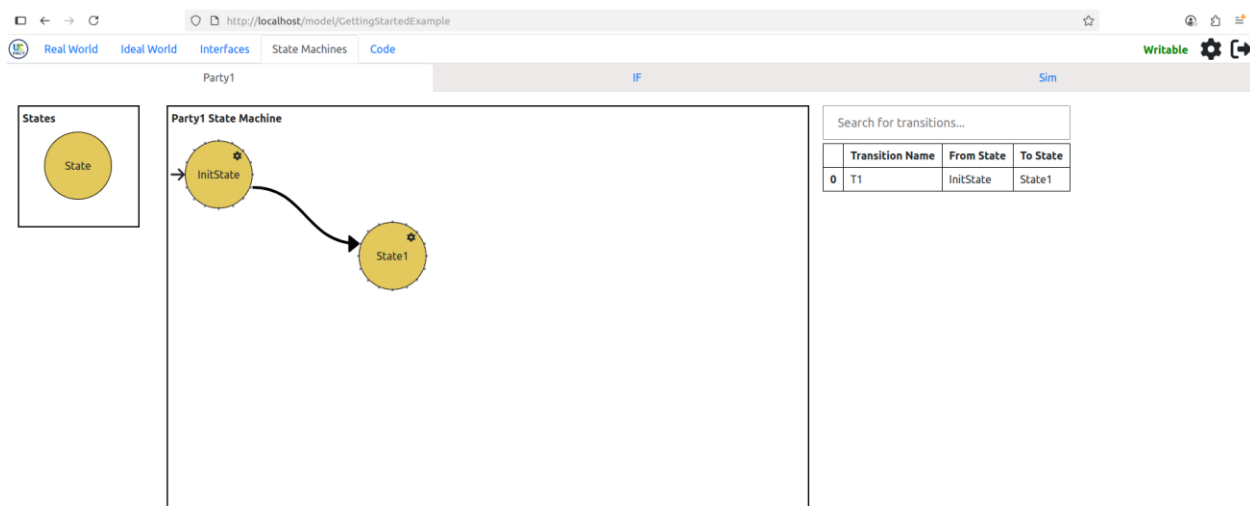 http://localhost/model/GettingStartedExample
Real World Ideal World Interfaces State Machines Code Writable
Party1 IF Sim
States
State
Party1 State Machine
InitState
State1
Search for transitions...
Transition Name From State To State
0 T1 InitState State1